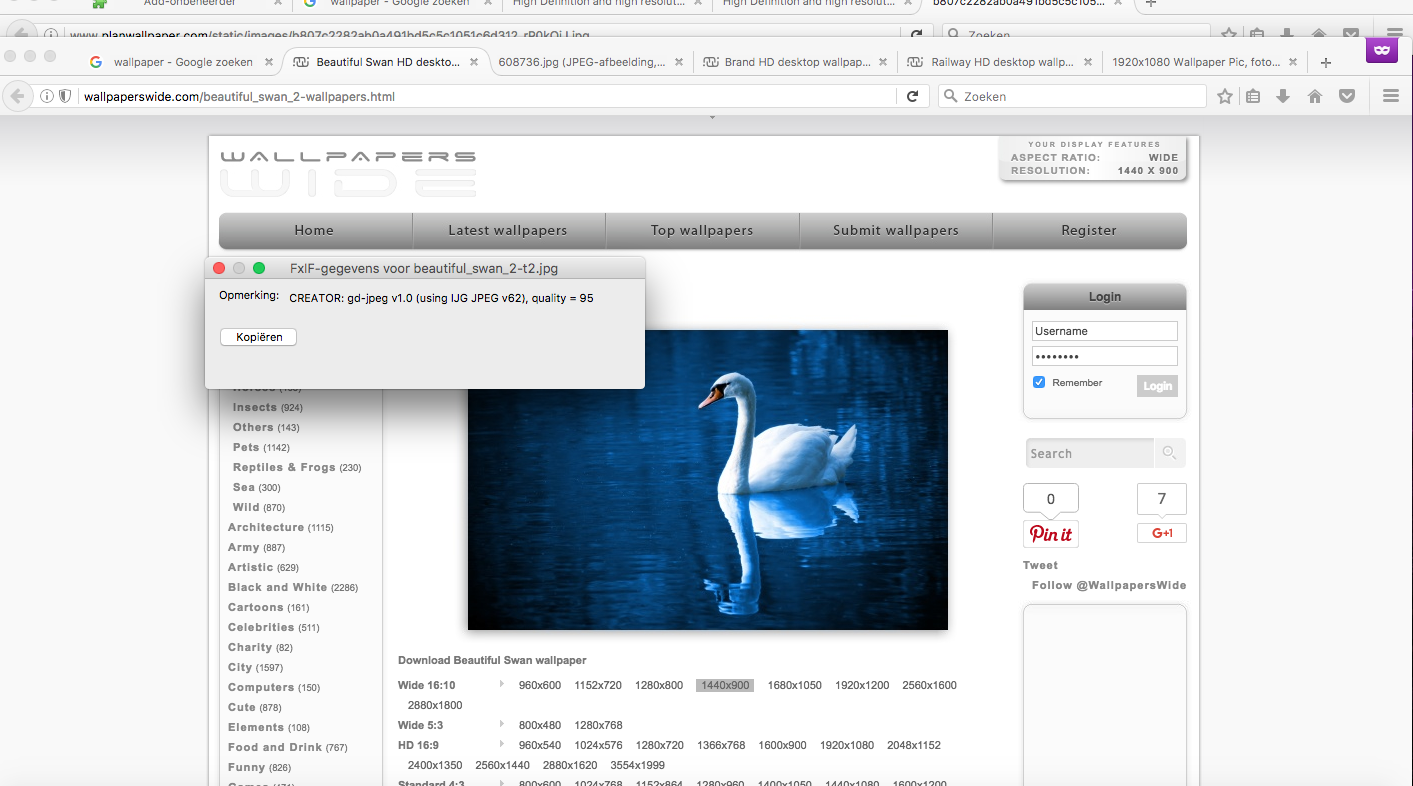 Add-onbeheerder
wallpaper - Google zoeken
High Definition and high resolut...
High Definition and high resolut...
b807c2282ab0a491bd5c5c105...
Zoeken
wallpaper - Google zoeken
Beautiful Swan HD deskto...
608736.jpg (JPEG-afbeelding,...
Brand HD desktop wallpap...
Railway HD desktop wallp...
1920x1080 Wallpaper Pic, foto...
wallpaperswide.com/beautiful_swan_2-wallpapers.html
Zoeken
WALLPAPERS
WIDE
YOUR DISPLAY FEATURES
ASPECT RATIO: WIDE
RESOLUTION: 1440 X 900
Home Latest wallpapers Top wallpapers Submit wallpapers Register
FxIF-gegevens voor beautiful_swan_2-t2.jpg
Opmerking: CREATOR: gd-jpeg v1.0 (using IJG JPEG v62), quality = 95
Kopiëren
Insects (924)
Others (143)
Pets (1142)
Reptiles & Frogs (230)
Sea (300)
Wild (870)
Architecture (1115)
Army (887)
Artistic (629)
Black and White (2286)
Cartoons (161)
Celebrities (511)
Charity (82)
City (1597)
Computers (150)
Cute (878)
Elements (108)
Food and Drink (767)
Funny (826)
Download Beautiful Swan wallpaper
Wide 16:10 960x600 1152x720 1280x800 1440x900 1680x1050 1920x1200 2560x1600
2880x1800
Wide 5:3 800x480 1280x768
HD 16:9 960x540 1024x576 1280x720 1366x768 1600x900 1920x1080 2048x1152
2400x1350 2560x1440 2880x1620 3554x1999
Standard 4:3 800x600 1024x768 1152x864 1280x960 1400x1050 1440x1080 1600x1200
Login
Username
••••••••
Remember
Login
Search
0
7
Pin it
G+1
Tweet
Follow @WallpapersWide